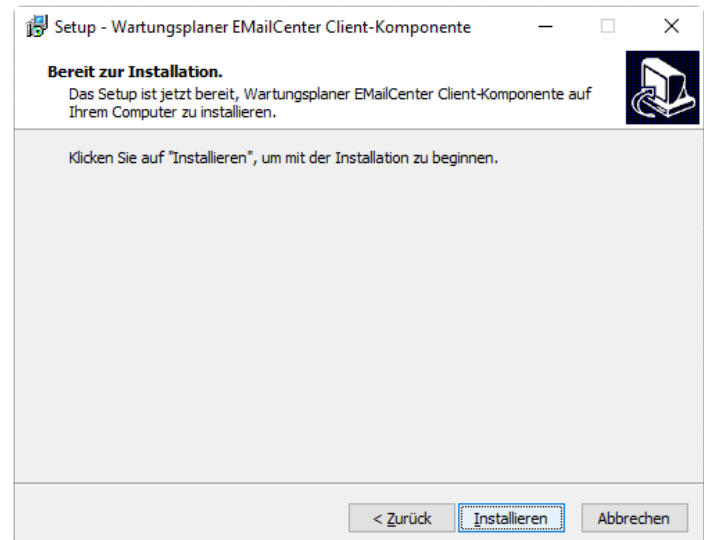 Setup - Wartungsplaner EMailCenter Client-Komponente
Bereit zur Installation.
Das Setup ist jetzt bereit, Wartungsplaner EMailCenter Client-Komponente auf
Ihrem Computer zu installieren.
Klicken Sie auf "Installieren", um mit der Installation zu beginnen.
< Zurück Installieren Abbrechen